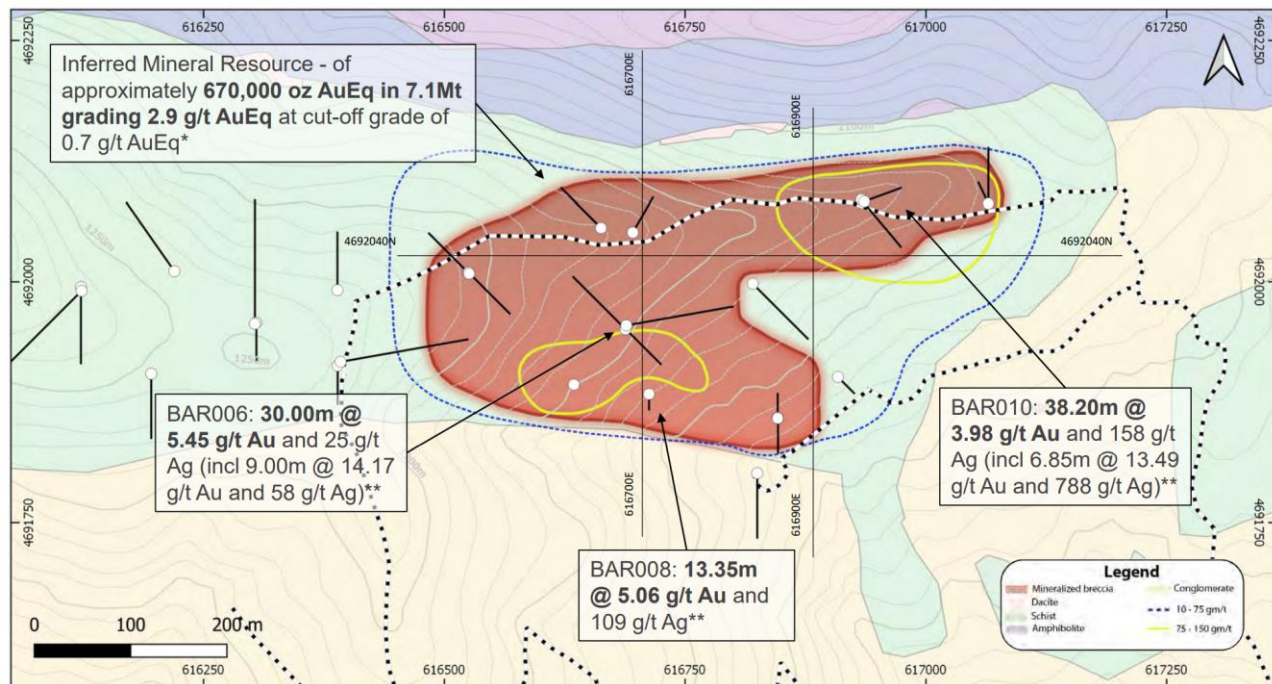 616250 616500 616750 617000 617250
4692250
4692250
Inferred Mineral Resource - of
approximately 670,000 oz AuEq in 7.1Mt
grading 2.9 g/t AuEq at cut-off grade of
0.7 g/t AuEq*
616700E
616900E
1100m
1250m
4692040N
4692040N
4692000
4692000
1250m
BAR006: 30.00m @
5.45 g/t Au and 25 g/t
Ag (incl 9.00m @ 14.17
g/t Au and 58 g/t Ag)**
BAR010: 38.20m @
3.98 g/t Au and 158 g/t
Ag (incl 6.85m @ 13.49
g/t Au and 788 g/t Ag)**
616700E
616900E
4691750
4691750
BAR008: 13.35m
@ 5.06 g/t Au and
109 g/t Ag**
Legend
Mineralized breccia
Dacite
Schist
Amphibolite
Conglomerate
10 - 75 gm/t
75 - 150 gm/t
0 100 200 m
616250 616500 616750 617000 617250